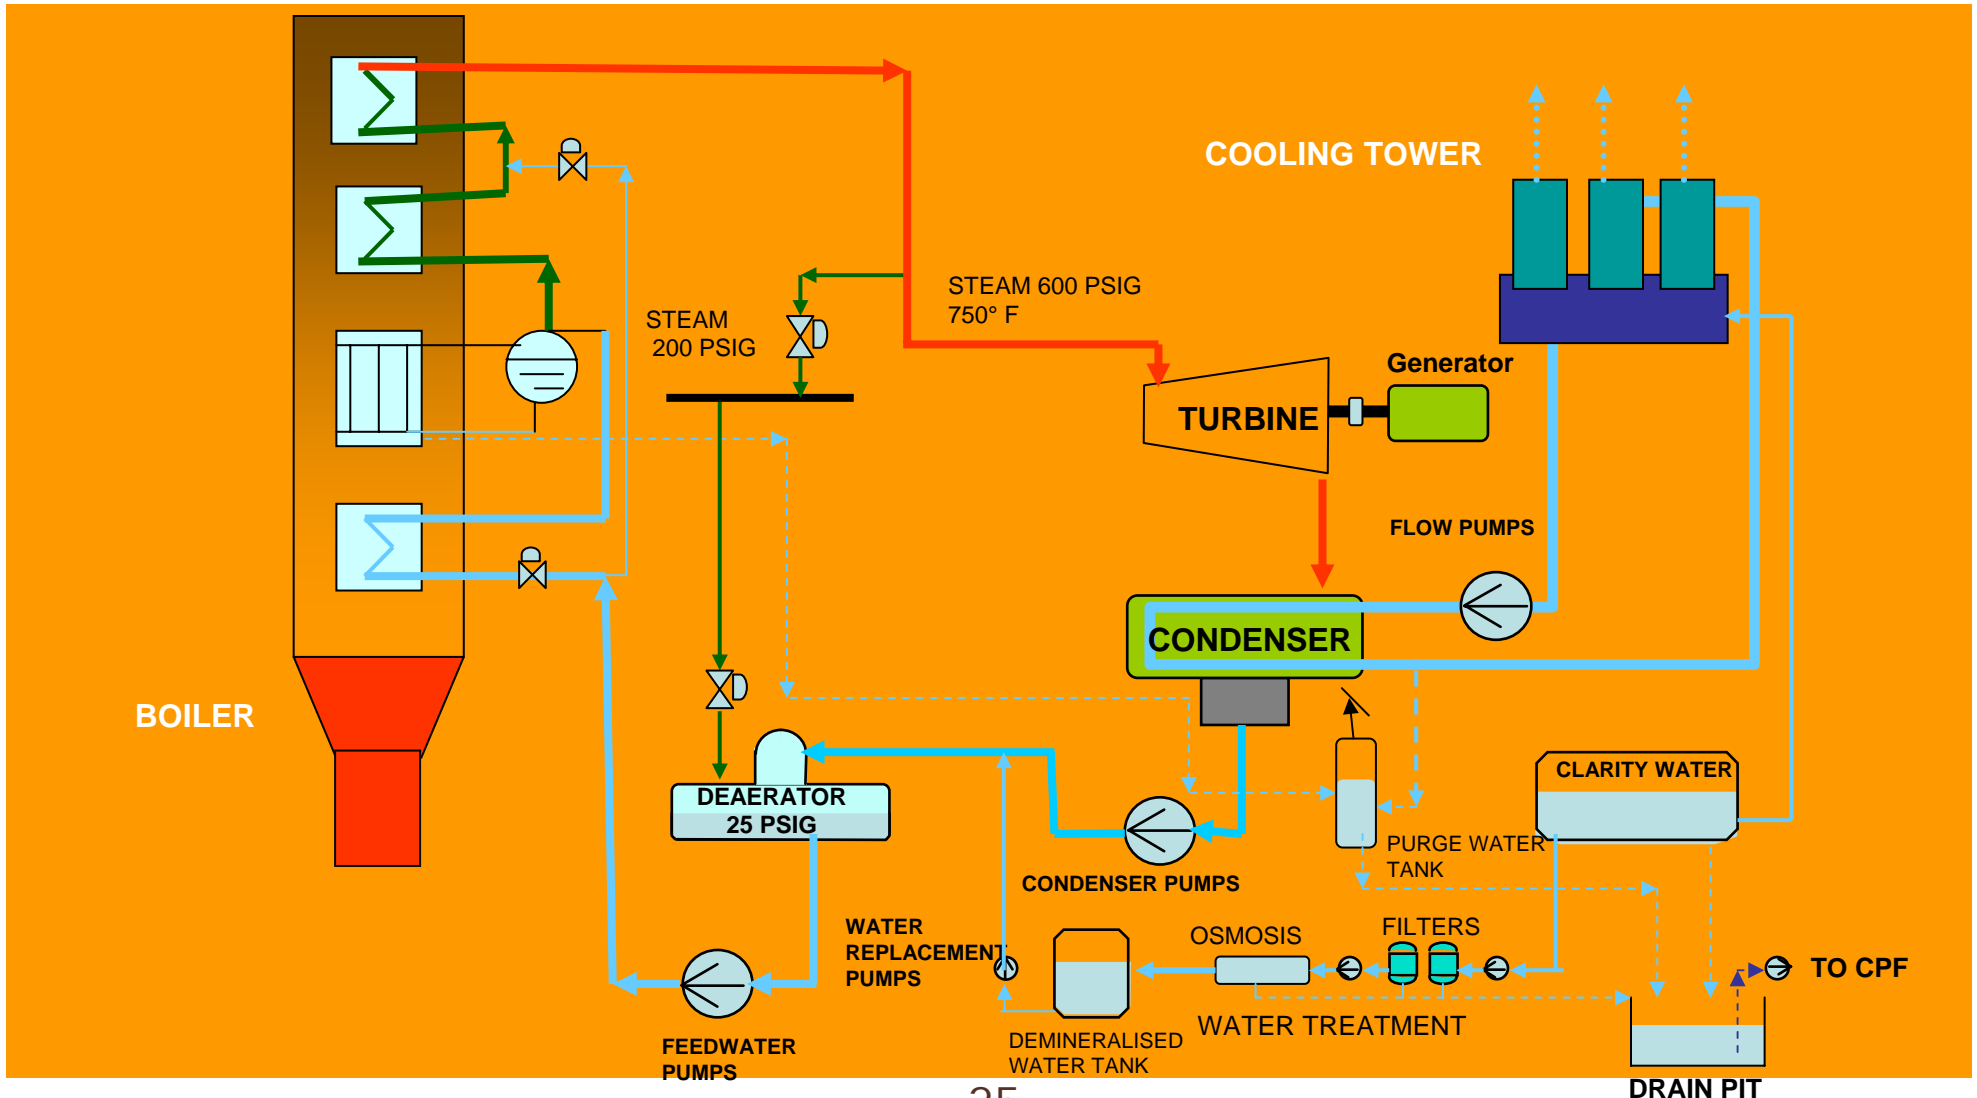 COOLING TOWER
STEAM 600 PSIG
750° F
STEAM
200 PSIG
Generator
TURBINE
FLOW PUMPS
CONDENSER
BOILER
CLARITY WATER
DEAERATOR
25 PSIG
PURGE WATER
TANK
CONDENSER PUMPS
WATER
REPLACEMENT
PUMPS
OSMOSIS
FILTERS
TO CPF
WATER TREATMENT
FEEDWATER
PUMPS
DEMINERALISED
WATER TANK
DRAIN PIT